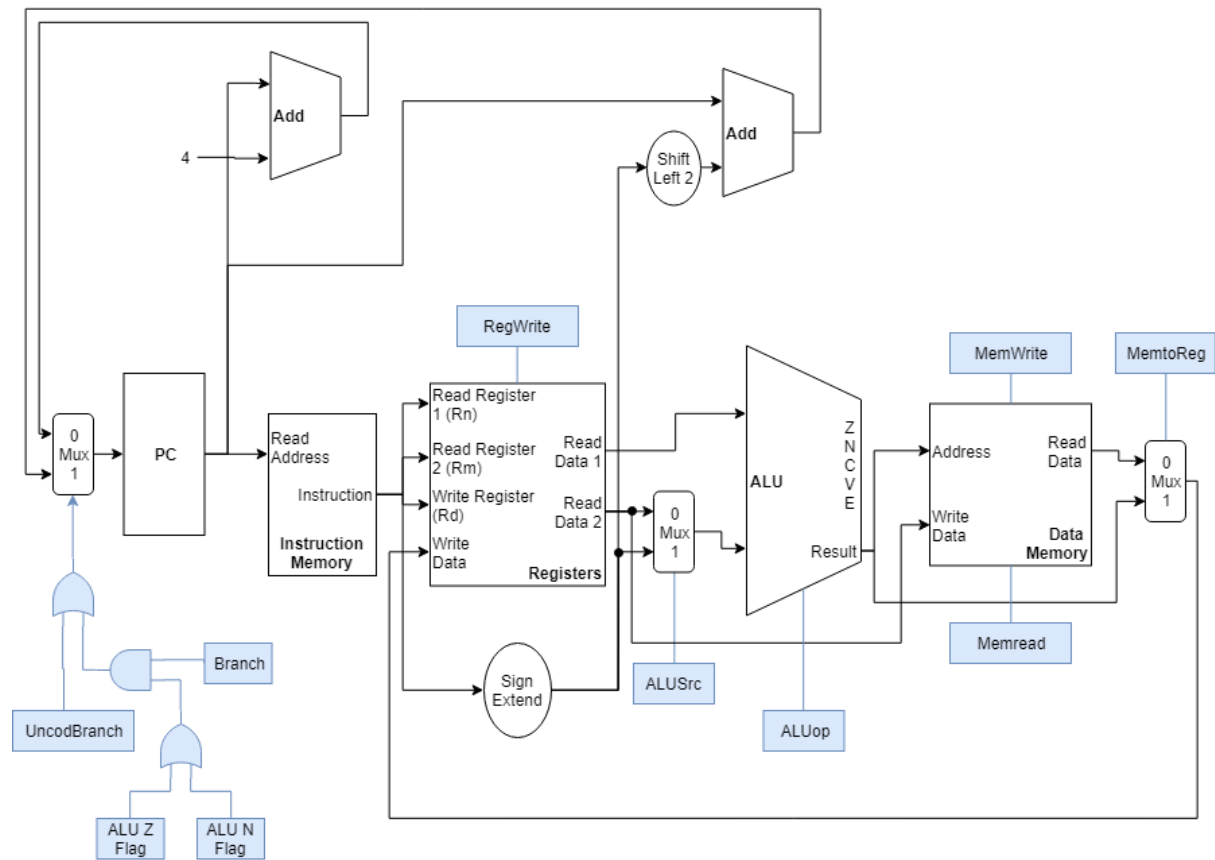 Add
4
Shift
Left 2
Add
RegWrite
MemWrite
MemtoReg
0
Mux
1
PC
Read
Address
Instruction
Instruction
Memory
Read Register
1 (Rn)
Read Register
2 (Rm)
Write Register
(Rd)
Write
Data
Read
Data 1
Read
Data 2
Registers
0
Mux
1
ALU
Z
N
C
V
E
Result
Address
Read
Data
Write
Data
Data
Memory
0
Mux
1
Sign
Extend
Branch
UncodBranch
ALU Z
Flag
ALU N
Flag
ALUSrc
ALUop
Memread